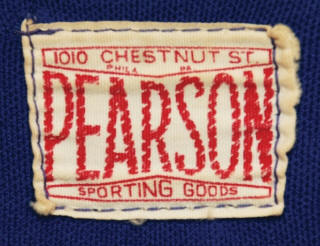 1010 CHESTNUT ST.
PHILA. PA.
PEARSON
SPORTING GOODS